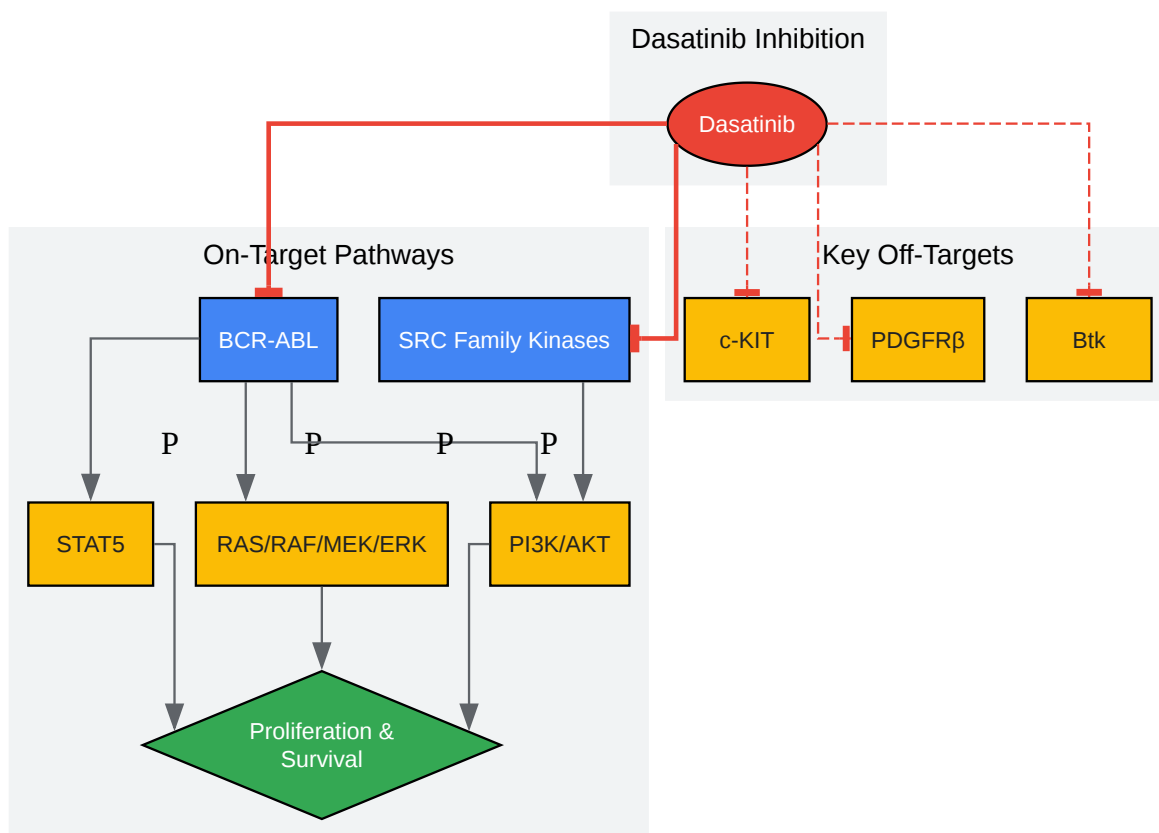 Dasatinib Inhibition
Dasatinib
On-Target Pathways
Key Off-Targets
BCR-ABL
SRC Family Kinases
c-KIT
PDGFRβ
Btk
P
P
P
P
STAT5
RAS/RAF/MEK/ERK
PI3K/AKT
Proliferation &
Survival